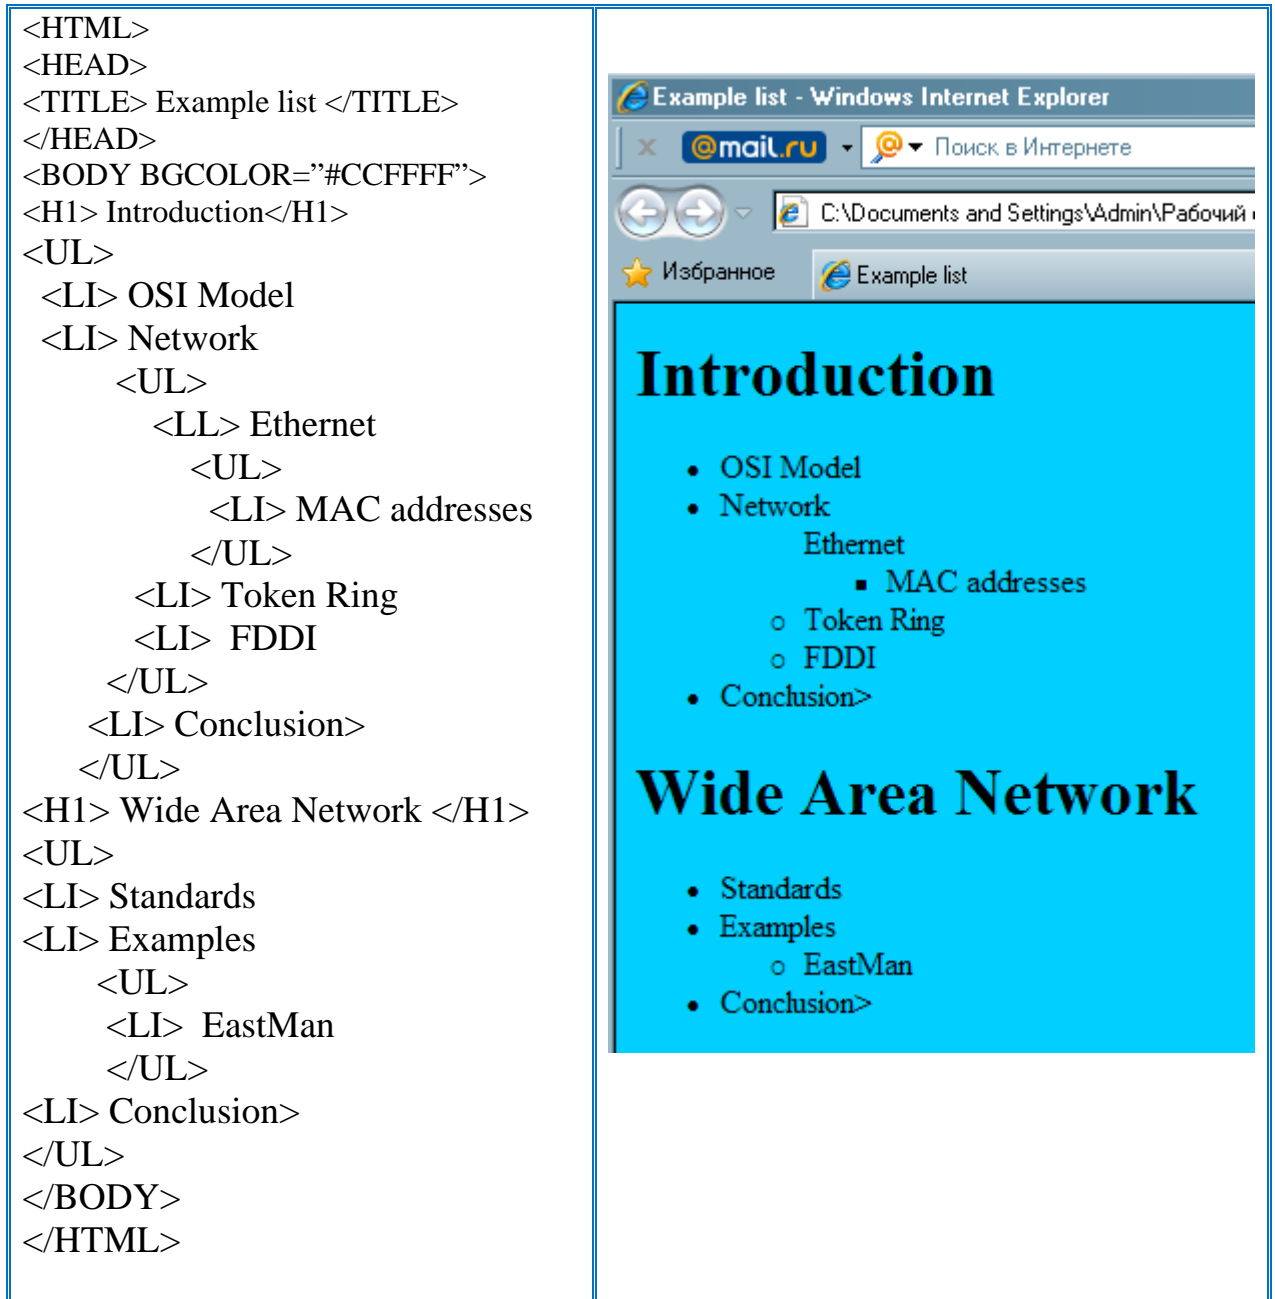 <HTML>
<HEAD>
<TITLE> Example list </TITLE>
</HEAD>
<BODY BGCOLOR=”#CCFFFF”>
<H1> Introduction</H1>
<UL>
<LI> OSI Model
<LI> Network
<UL>
<LL> Ethernet
<UL>
<LI> MAC addresses
</UL>
<LI> Token Ring
<LI>  FDDI
</UL>
<LI> Conclusion>
</UL>
<H1> Wide Area Network </H1>
<UL>
<LI> Standards
<LI> Examples
<UL>
<LI>  EastMan
</UL>
<LI> Conclusion>
</UL>
</BODY>
</HTML>
Example list - Windows Internet Explorer
x @mail.ru Поиск в Интернете
C:\Documents and Settings\Admin\Рабочий
Избранное Example list
Introduction
• OSI Model
• Network
Ethernet
▪ MAC addresses
o Token Ring
o FDDI
• Conclusion>
Wide Area Network
• Standards
• Examples
o EastMan
• Conclusion>